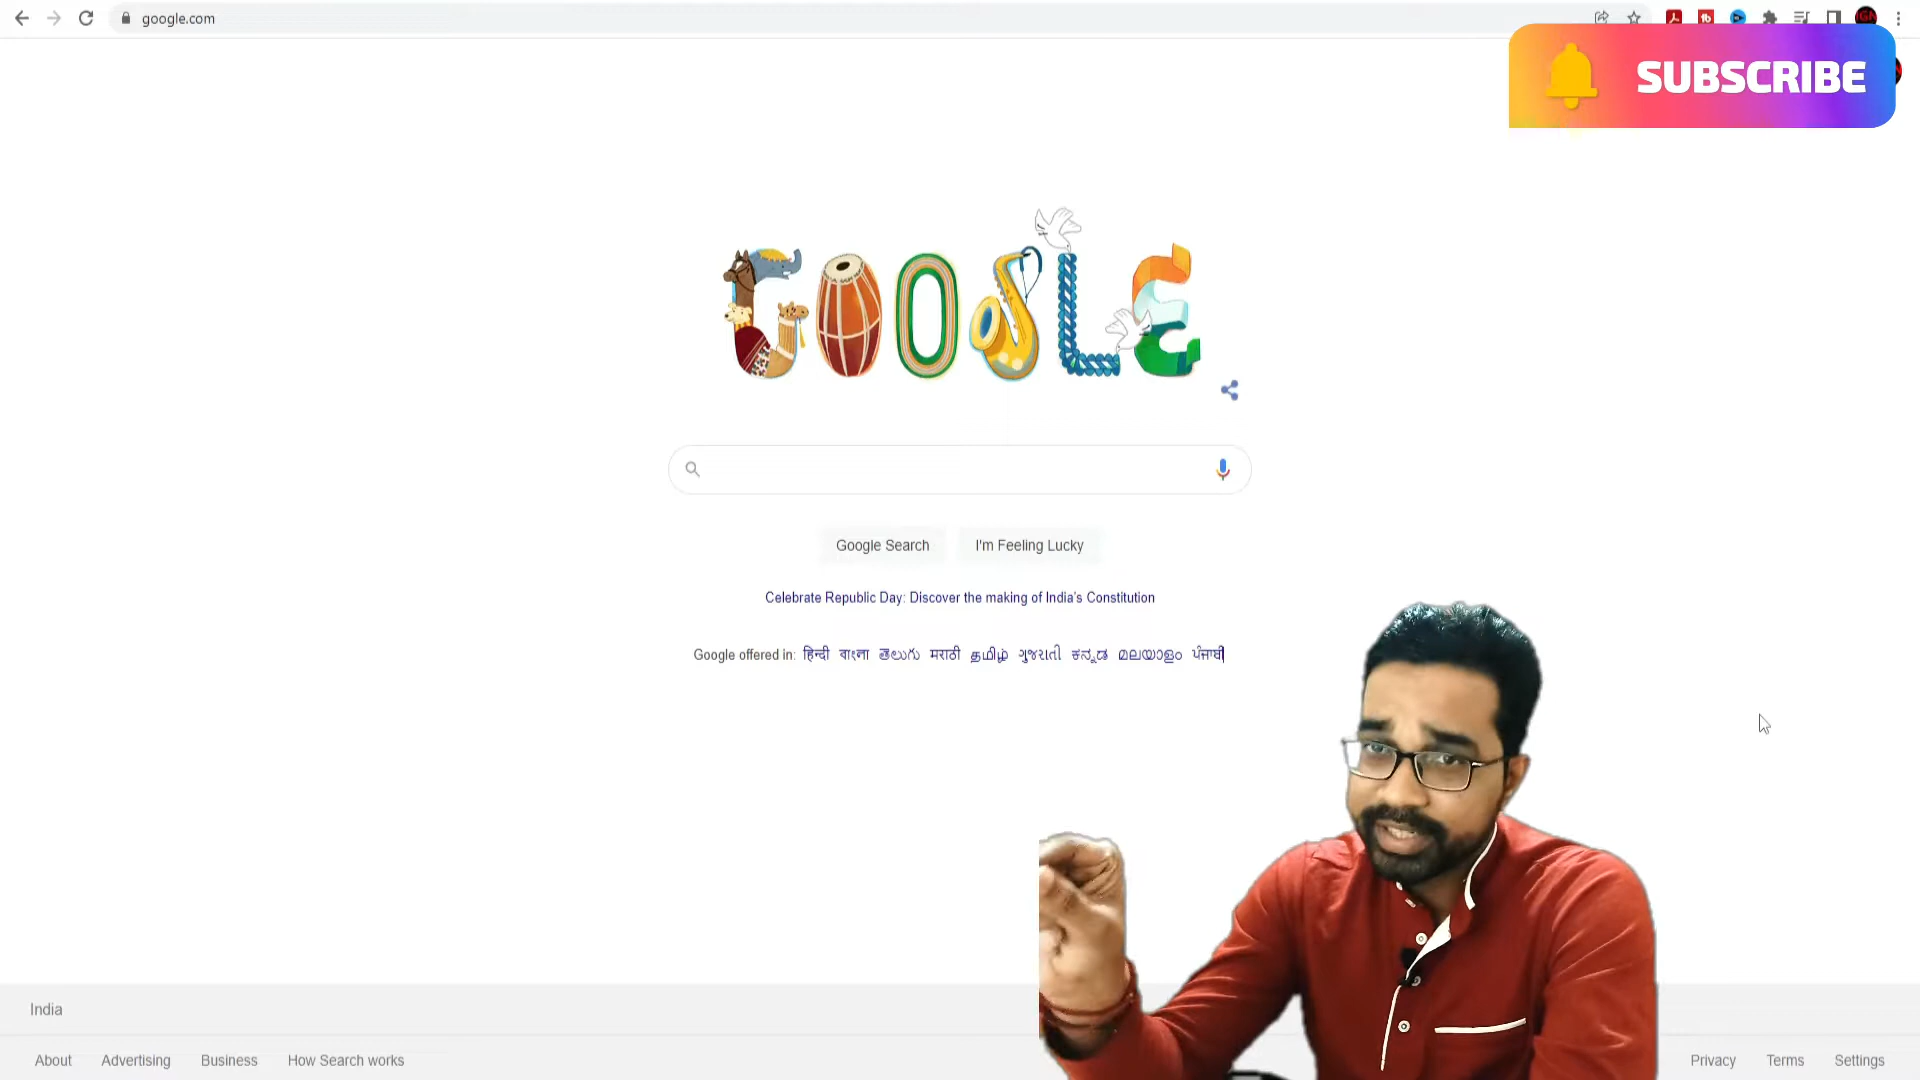 google.com
SUBSCRIBE
GOOGLE
Google Search
I'm Feeling Lucky
Celebrate Republic Day: Discover the making of India's Constitution
Google offered in: हिन्दी বাংলা తెలుగు मराठी தமிழ் ગુજરાતી ಕನ್ನಡ മലയാളം ਪੰਜਾਬੀ
India
About Advertising Business How Search works
Privacy Terms Settings